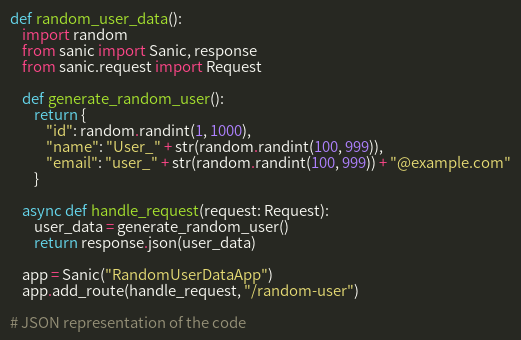 def random_user_data():
    import random
    from sanic import Sanic, response
    from sanic.request import Request

    def generate_random_user():
        return {
            "id": random.randint(1, 1000),
            "name": "User_" + str(random.randint(100, 999)),
            "email": "user_" + str(random.randint(100, 999)) + "@example.com"
        }

    async def handle_request(request: Request):
        user_data = generate_random_user()
        return response.json(user_data)

    app = Sanic("RandomUserDataApp")
    app.add_route(handle_request, "/random-user")

# JSON representation of the code